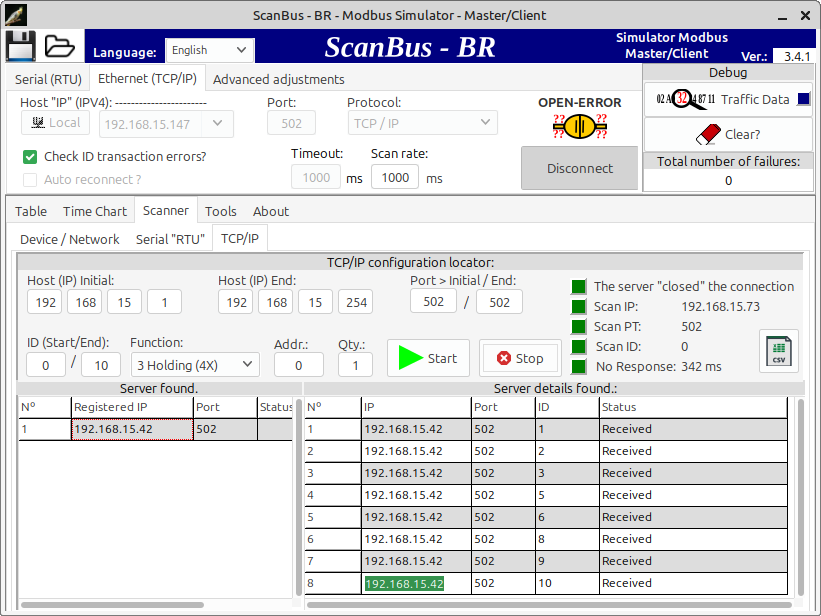 ScanBus - BR - Modbus Simulator - Master/Client
Language: English
ScanBus - BR
Simulator Modbus
Master/Client
Ver.: 3.4.1
Serial (RTU) Ethernet (TCP/IP) Advanced adjustments
Debug
Host "IP" (IPV4): -----------------------
Port:
Protocol:
OPEN-ERROR
Local
192.168.15.147
502
TCP / IP
?? ??
?? ??
02 A 32 4 87 11
Traffic Data
Clear?
Check ID transaction errors?
Timeout:
Scan rate:
Auto reconnect ?
1000 ms
1000 ms
Disconnect
Total number of failures:
0
Table Time Chart Scanner Tools About
Device / Network Serial "RTU" TCP/IP
TCP/IP configuration locator:
Host (IP) Initial:
Host (IP) End:
Port > Initial / End:
192 168 15 1
192 168 15 254
502 / 502
The server "closed" the connection
Scan IP: 192.168.15.73
Scan PT: 502
Scan ID: 0
No Response: 342 ms
CSV
ID (Start/End):
Function:
Addr.:
Qty.:
0 / 10
3 Holding (4X)
0
1
Start
Stop
Server found.
Server details found.:
Nº Registered IP Port Status
1 192.168.15.42 502
Nº IP Port ID Status
1 192.168.15.42 502 1 Received
2 192.168.15.42 502 2 Received
3 192.168.15.42 502 3 Received
4 192.168.15.42 502 5 Received
5 192.168.15.42 502 6 Received
6 192.168.15.42 502 8 Received
7 192.168.15.42 502 9 Received
8 192.168.15.42 502 10 Received